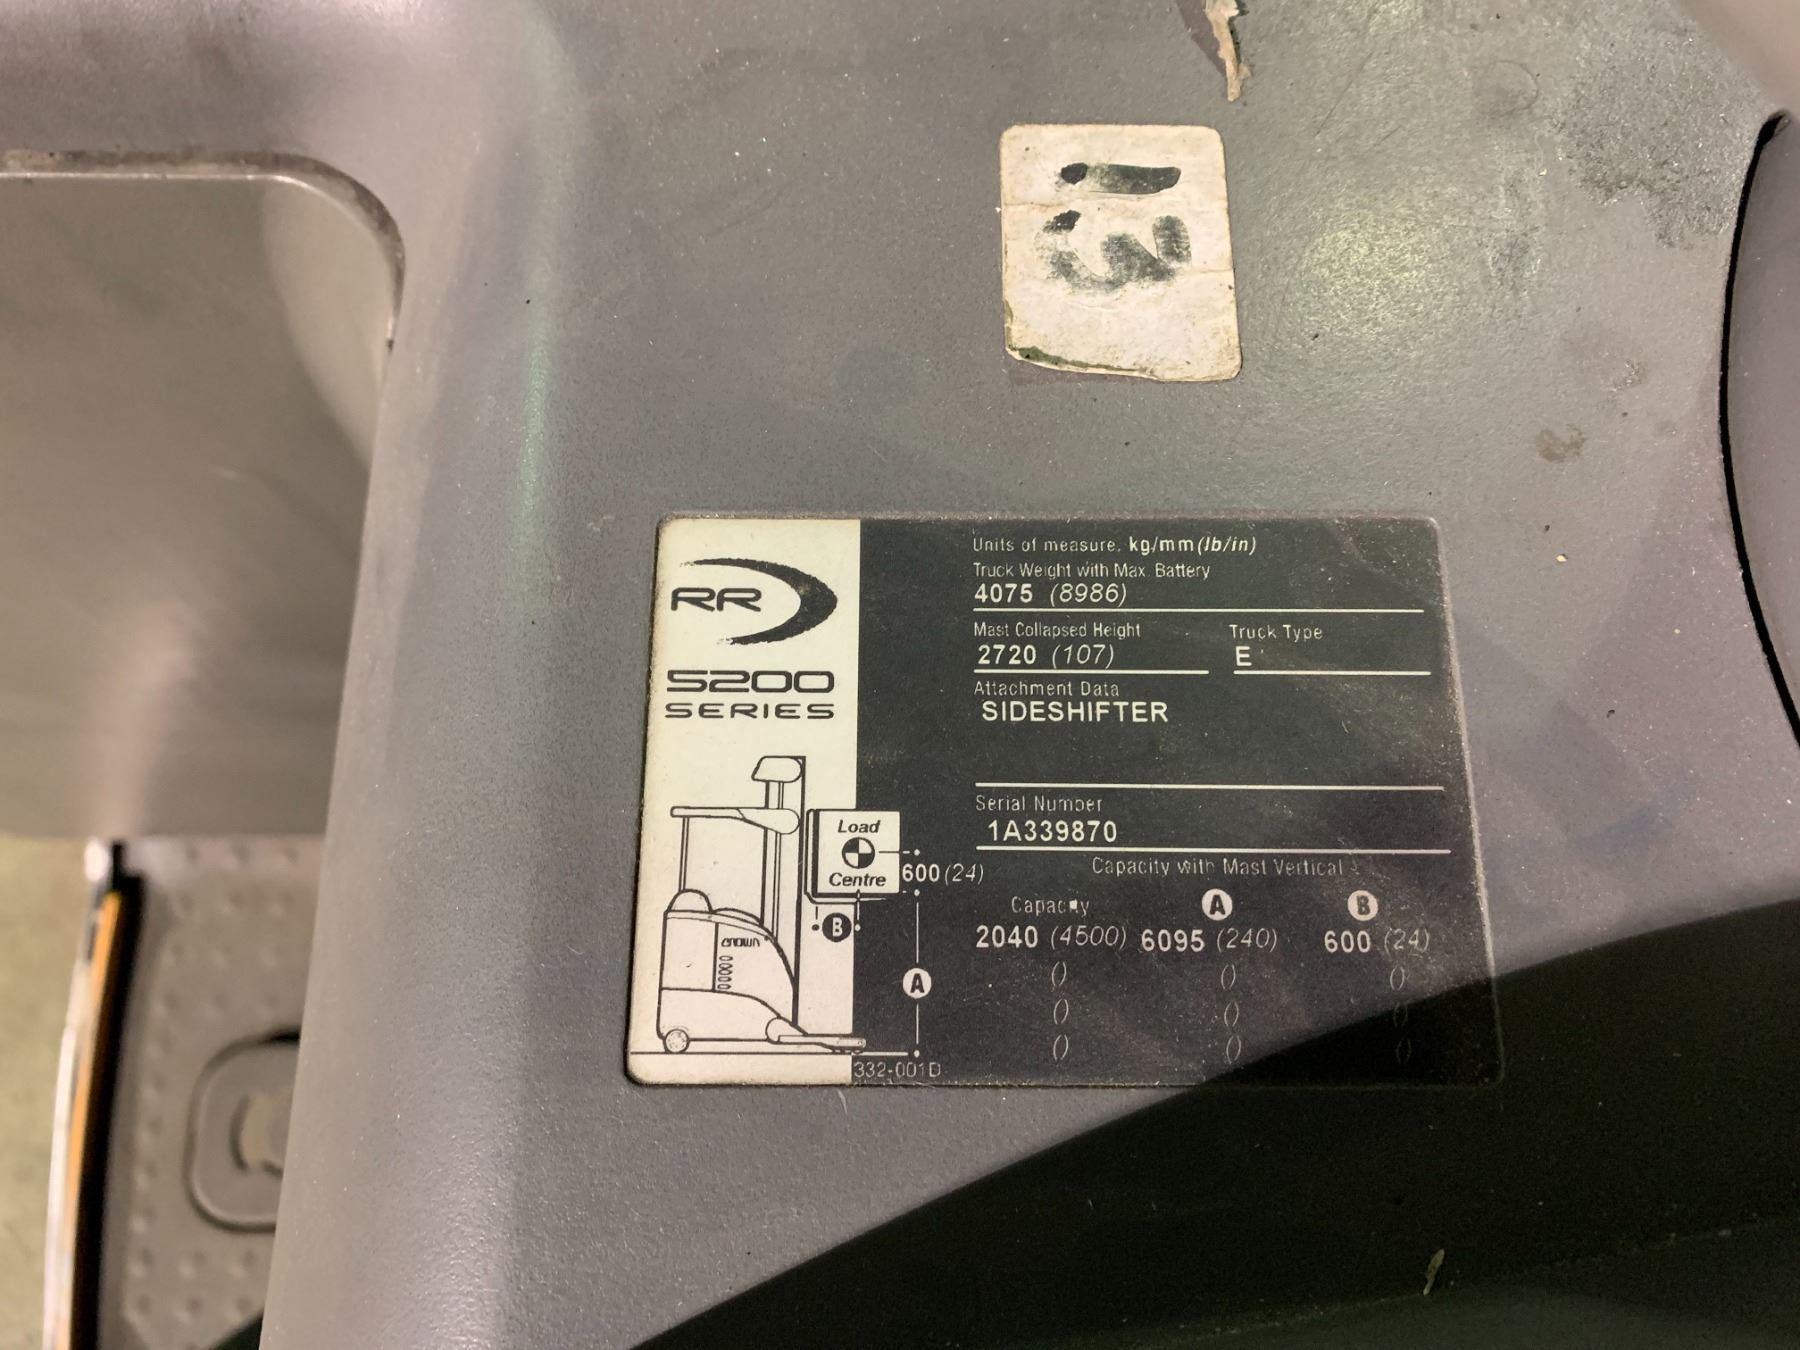 13
RR
5200
SERIES
Units of measure. kg/mm (lb/in)
Truck Weight with Max. Battery
4075 (8986)
Mast Collapsed Height
2720 (107)
Truck Type
E
Attachment Data
SIDESHIFTER
Serial Number
1A339870
Capacity with Mast Vertical
Capacity A B
2040 (4500) 6095 (240) 600 (24)
() () ()
() () ()
() () ()
Load
Centre
600 (24)
B
CROWN
A
332-001D